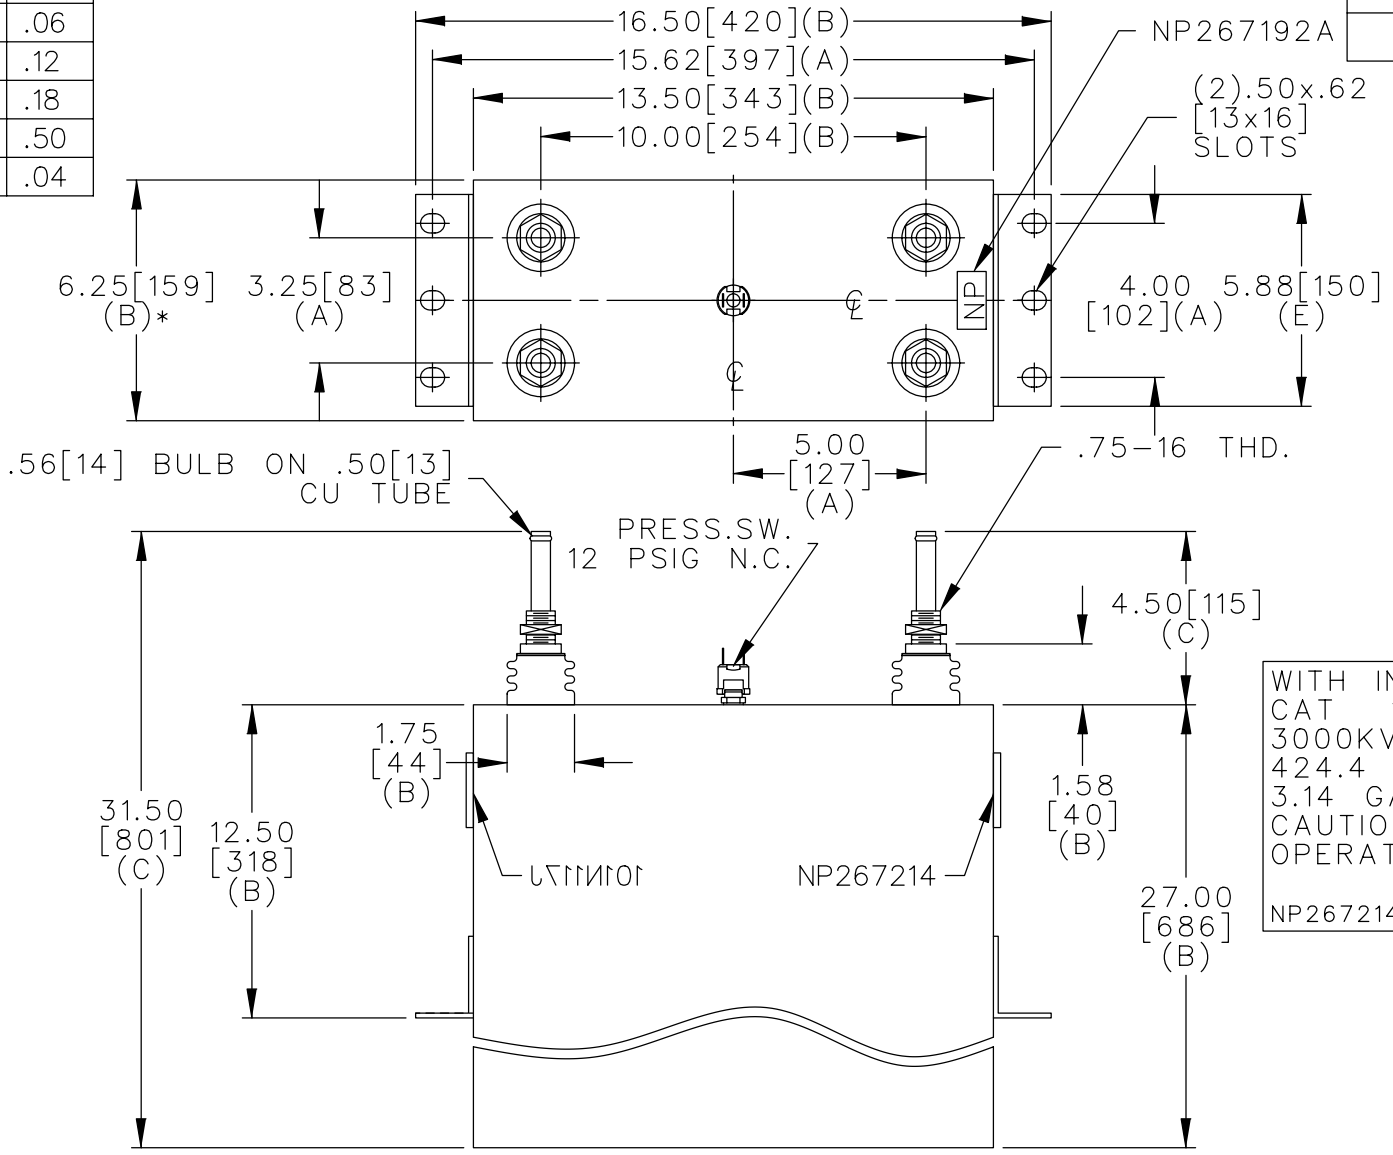 .06
.12
.18
.50
.04
16.50[420](B)
15.62[397](A)
13.50[343](B)
10.00[254](B)
NP267192A
(2).50x.62
[13x16]
SLOTS
6.25[159]
(B)*
3.25[83]
(A)
℄
℄
NP
4.00
[102](A)
5.88[150]
(E)
.56[14] BULB ON .50[13]
CU TUBE
5.00
[127]
(A)
.75-16 THD.
PRESS.SW.
12 PSIG N.C.
4.50[115]
(C)
1.75
[44]
(B)
1.58
[40]
(B)
31.50
[801]
(C)
12.50
[318]
(B)
NP267214
27.00
[686]
(B)
WITH
CAT
3000KV
424.4
3.14
NP267214